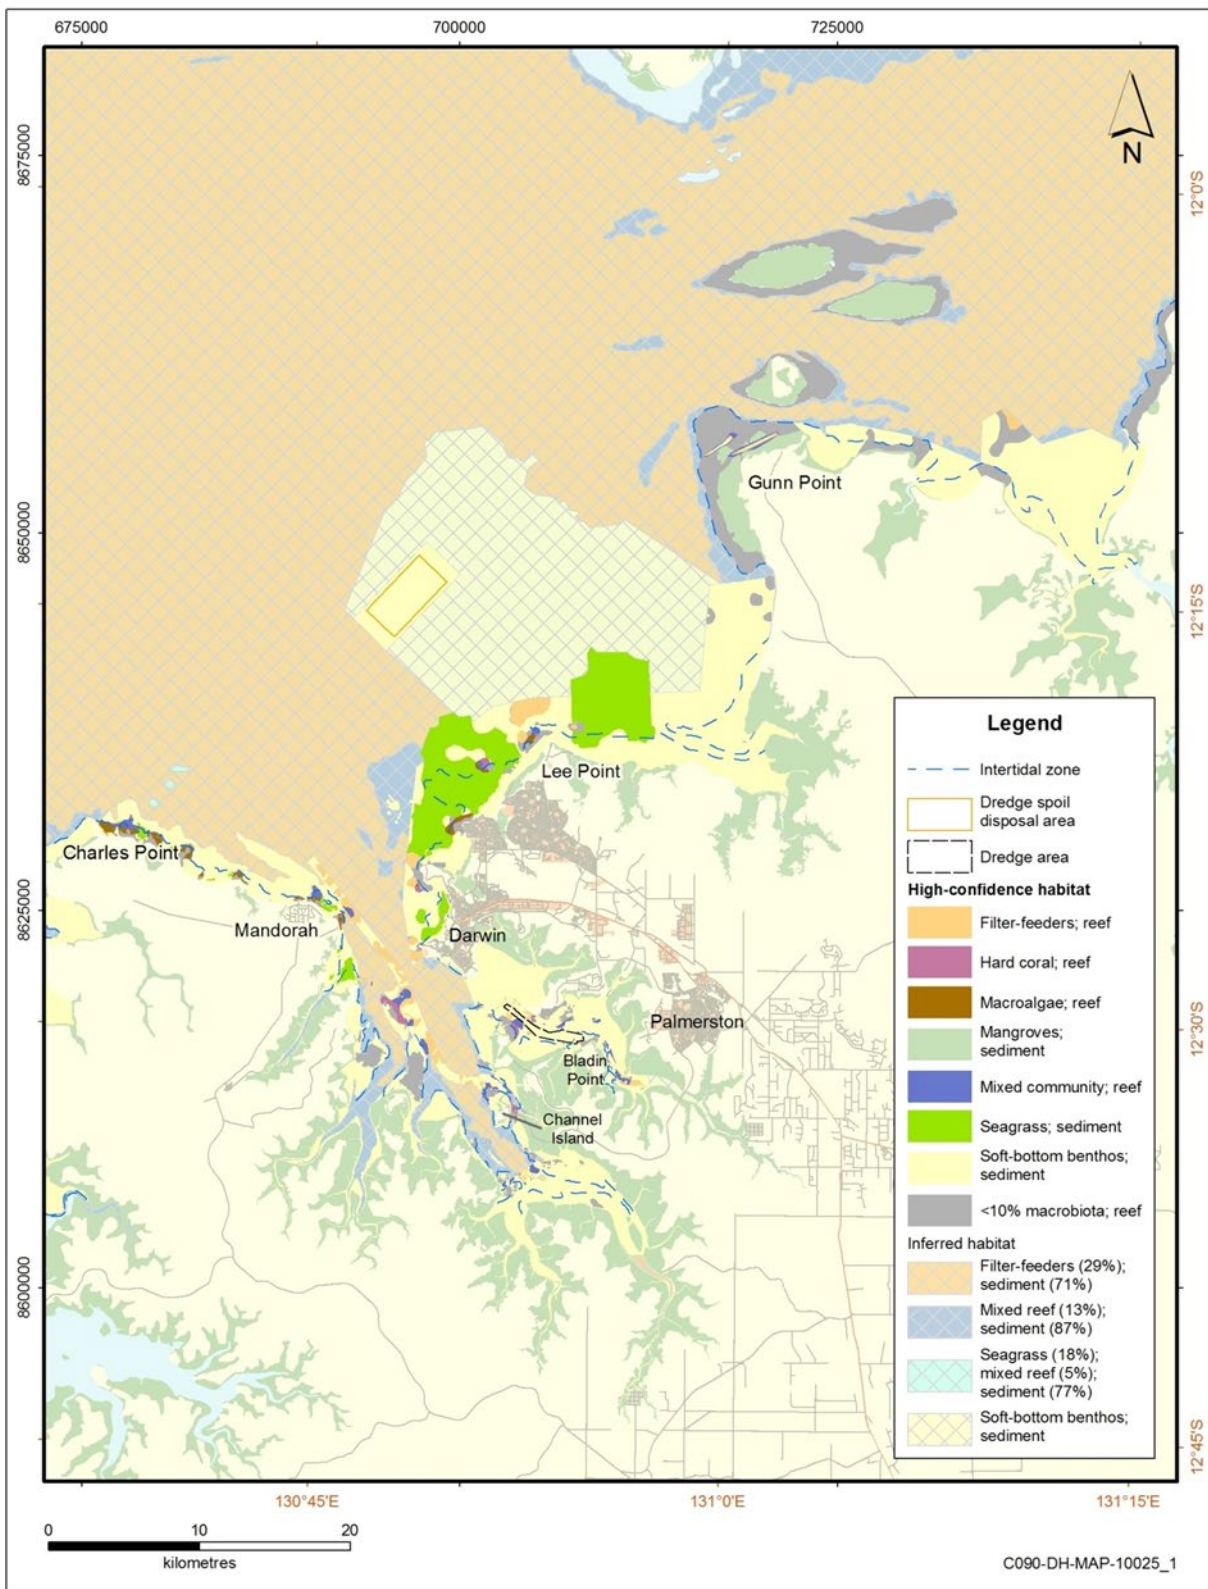 675000
700000
725000
8675000
8650000
8625000
8600000
12°0'S
12°15'S
12°30'S
12°45'S
N
Gunn Point
Lee Point
Charles Point
Mandorah
Darwin
Palmerston
Bladin
Point
Channel
Island
Legend
Intertidal zone
Dredge spoil
disposal area
Dredge area
High-confidence habitat
Filter-feeders; reef
Hard coral; reef
Macroalgae; reef
Mangroves;
sediment
Mixed community; reef
Seagrass; sediment
Soft-bottom benthos;
sediment
<10% macrobiota; reef
Inferred habitat
Filter-feeders (29%);
sediment (71%)
Mixed reef (13%);
sediment (87%)
Seagrass (18%);
mixed reef (5%);
sediment (77%)
Soft-bottom benthos;
sediment
130°45'E
131°0'E
131°15'E
0
10
20
kilometres
C090-DH-MAP-10025_1